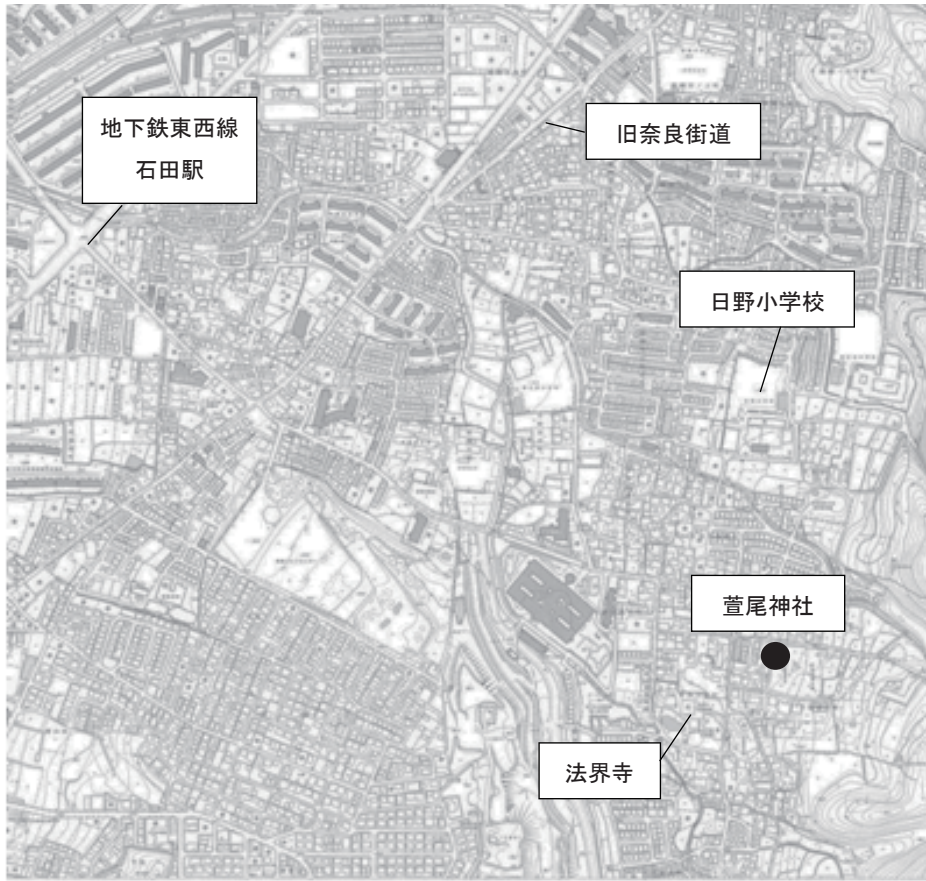 地下鉄東西線
石田駅
旧奈良街道
日野小学校
萱尾神社
法界寺